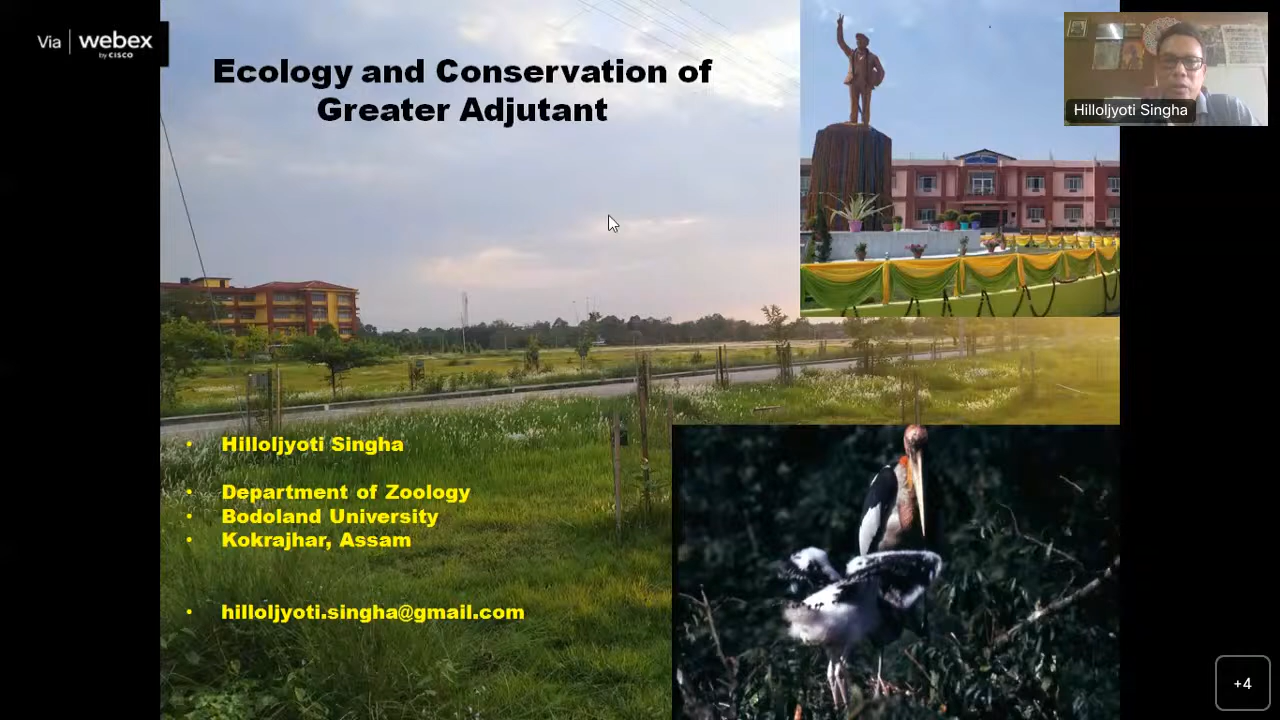 Via | webex
by CISCO
Ecology and Conservation of
Greater Adjutant
Hilloljyoti Singha
• Hilloljyoti Singha
• Department of Zoology
• Bodoland University
• Kokrajhar, Assam
• hilloljyoti.singha@gmail.com
+4